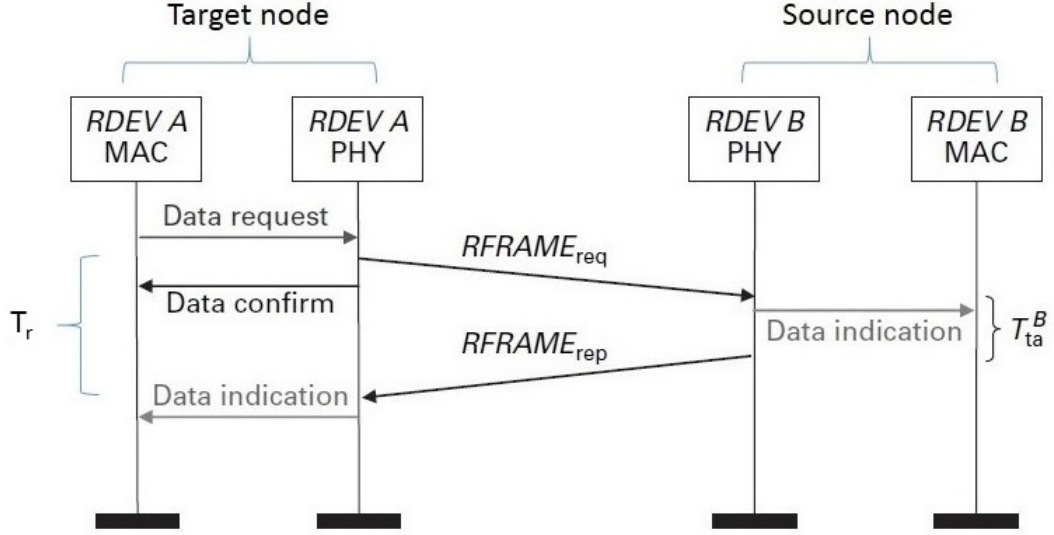 Target node
Source node
RDEV A
MAC
RDEV A
PHY
RDEV B
PHY
RDEV B
MAC
Data request
RFRAMEreq
Data confirm
Data indication
Tr
T B ta
RFRAMErep
Data indication